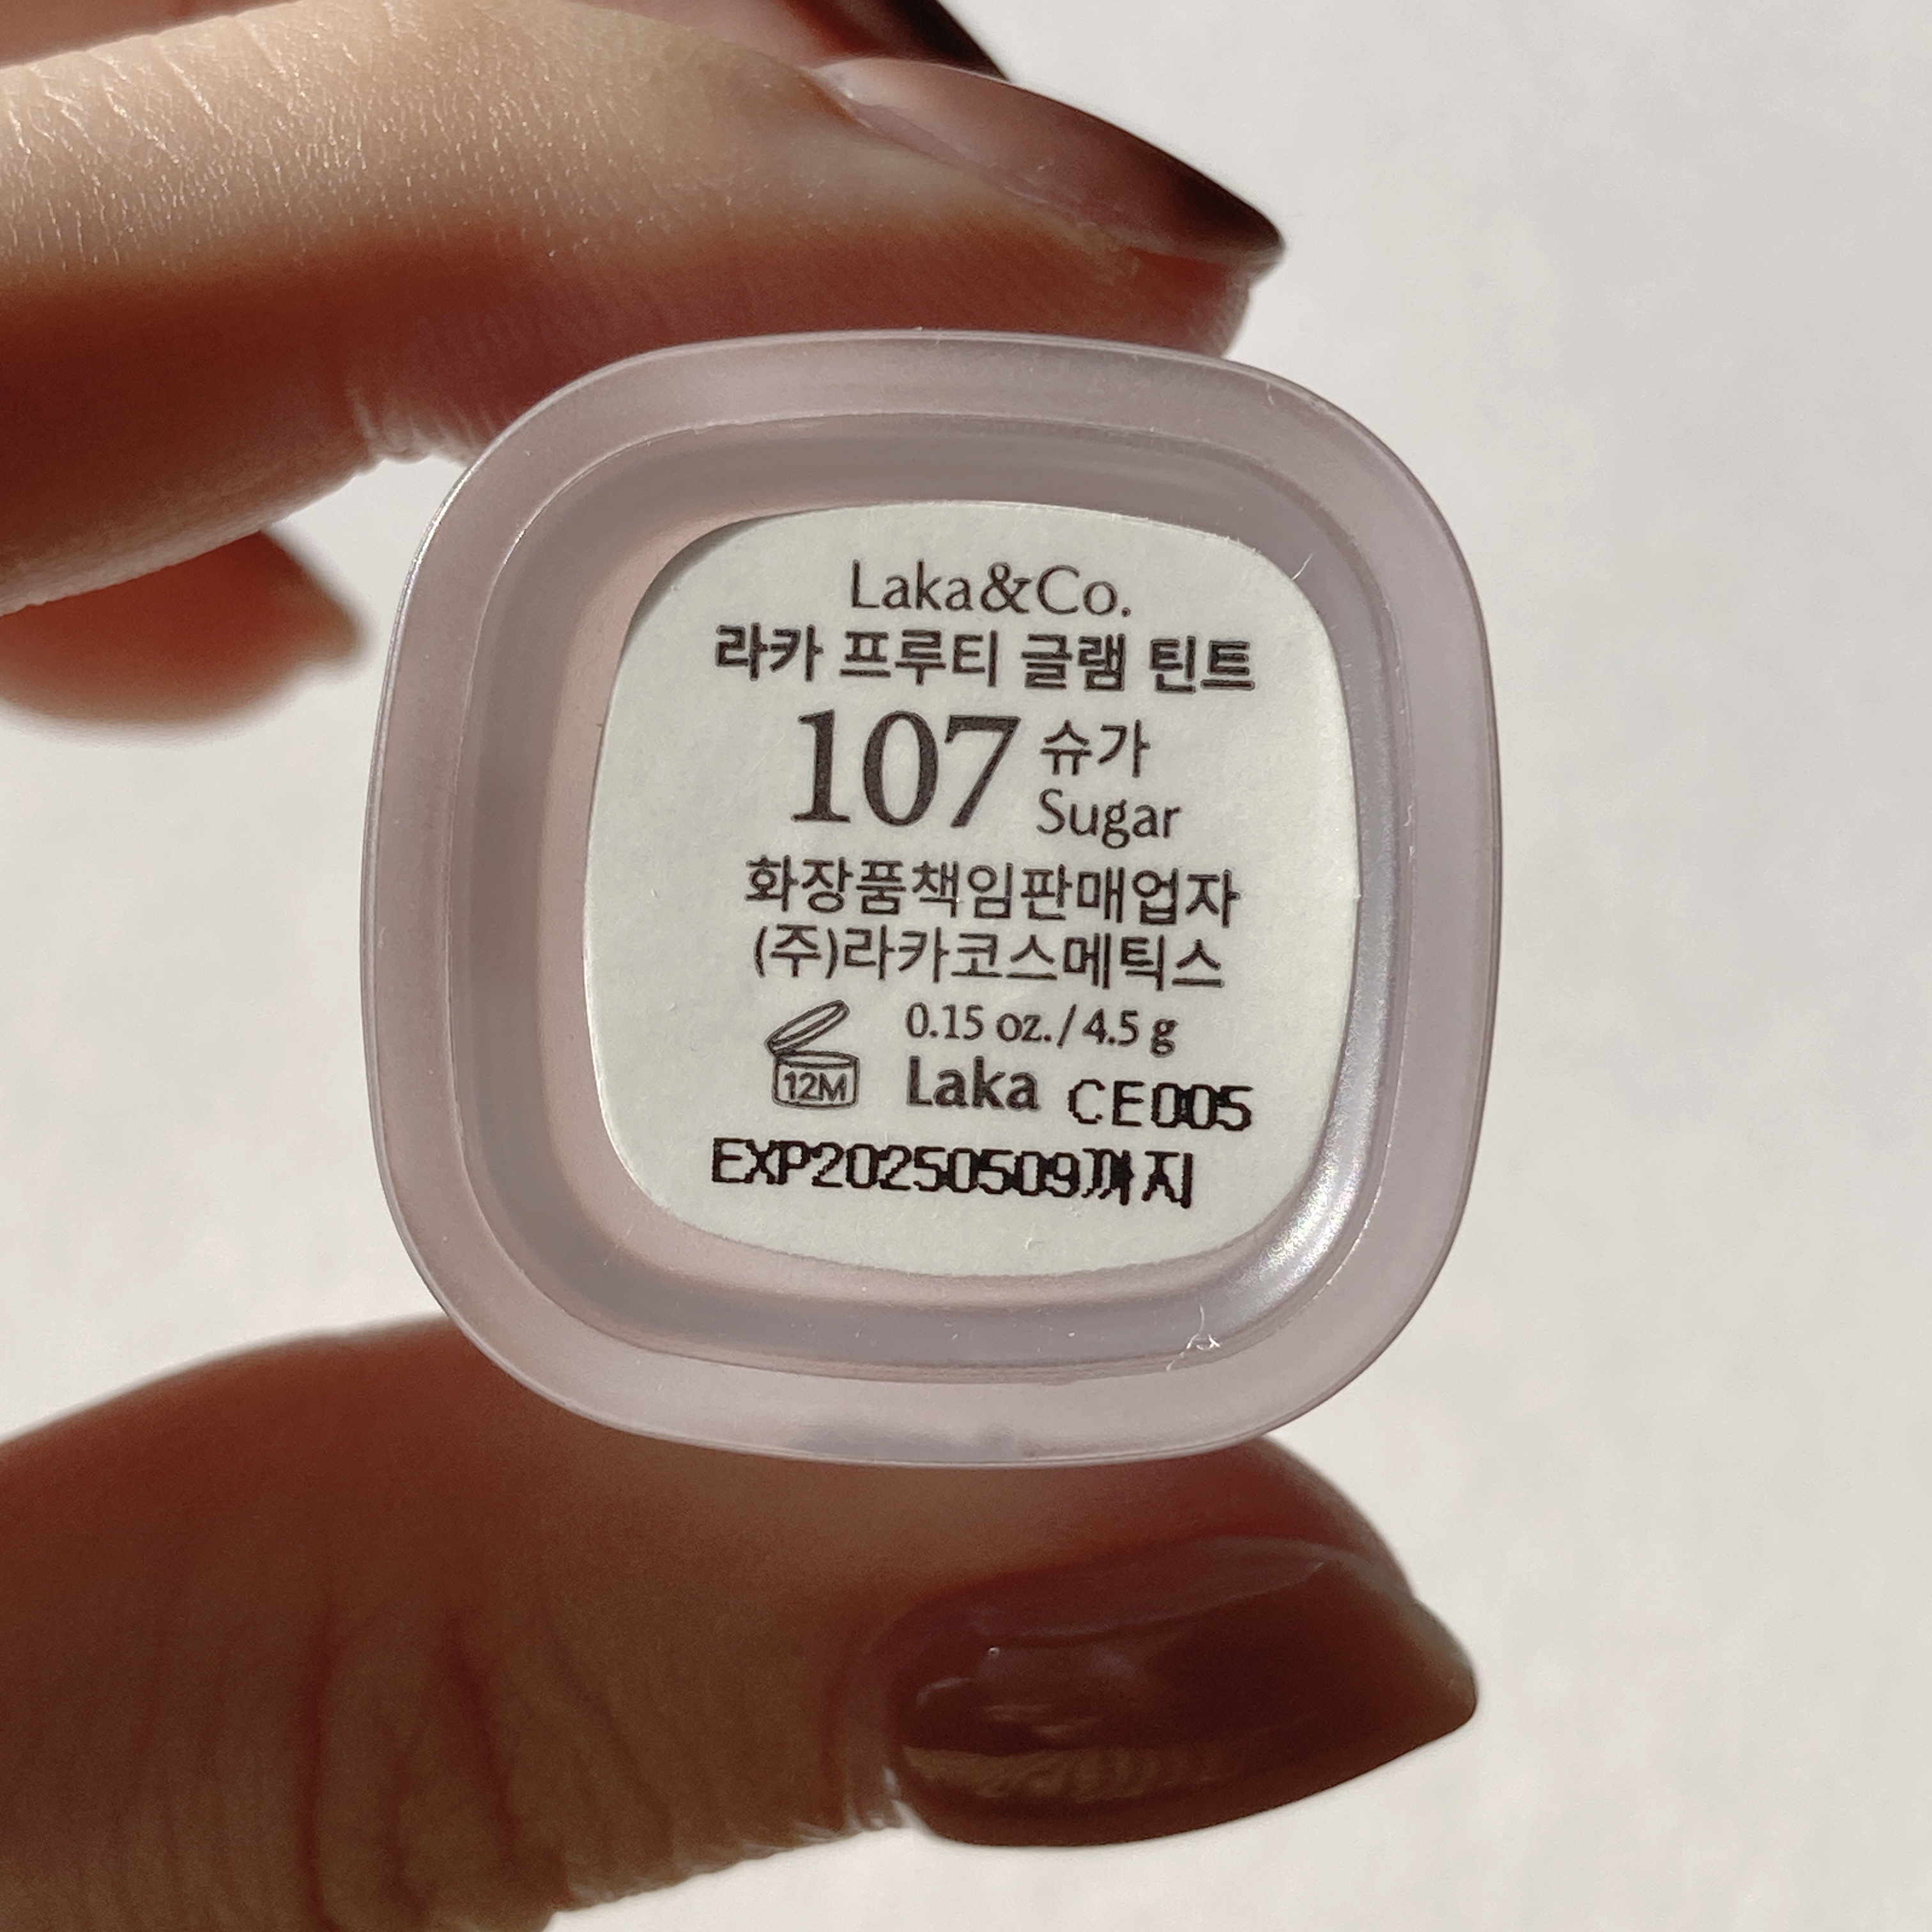 Laka&Co.
라카 프루티 글램 틴트
107 슈가
Sugar
화장품책임판매업자
(주)라카코스메틱스
0.15 oz./4.5 g
12M Laka CE005
EXP20250509까지